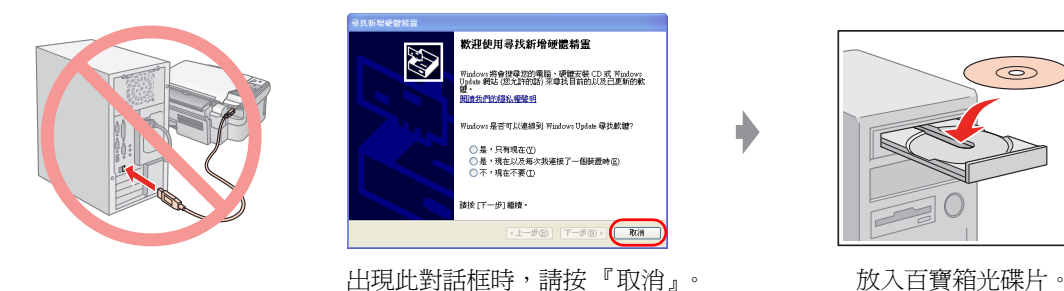 尋找新增硬體精靈
歡迎使用尋找新增硬體精靈
Windows 將會搜尋您的電腦、硬體安裝 CD 或 Windows
Update 網站 (您允許的話) 來尋找目前的以及已更新的軟
體。
閱讀我們的隱私權聲明
Windows 是否可以連線到 Windows Update 尋找軟體?
是,只有現在(Y)
是,現在以及每次我連接了一個裝置時(E)
不,現在不要(T)
請按 [下一步] 繼續。
<上一步(B) 下一步(N)> 取消
出現此對話框時,請按『取消』。
放入百寶箱光碟片。